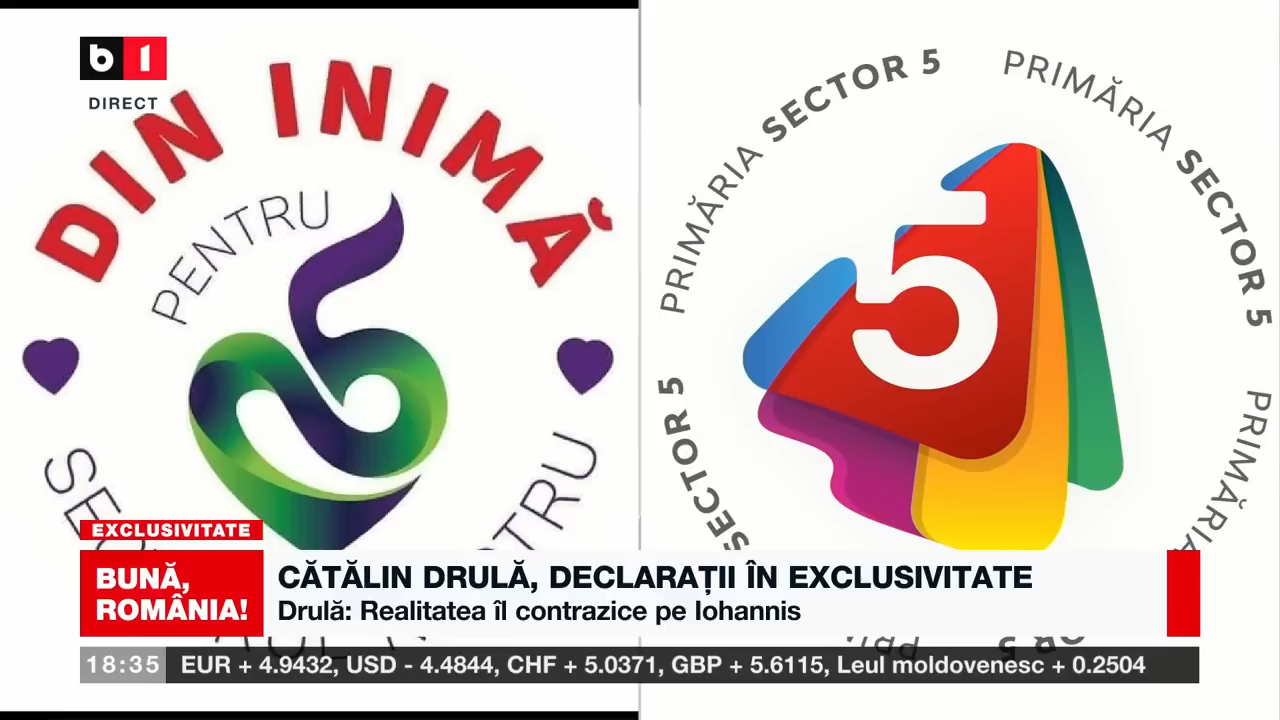 b1
DIRECT
DIN INIMĂ
PENTRU
5
PRIMĂRIA SECTOR 5
PRIMĂRIA SECTOR 5
5
SECTOR 5
PRIMĂRIA
EXCLUSIVITATE
BUNĂ,
ROMÂNIA!
CĂTĂLIN DRULĂ, DECLARAȚII ÎN EXCLUSIVITATE
Drulă: Realitatea îl contrazice pe Iohannis
18:35 EUR + 4.9432, USD - 4.4844, CHF + 5.0371, GBP + 5.6115, Leul moldovenesc + 0.2504